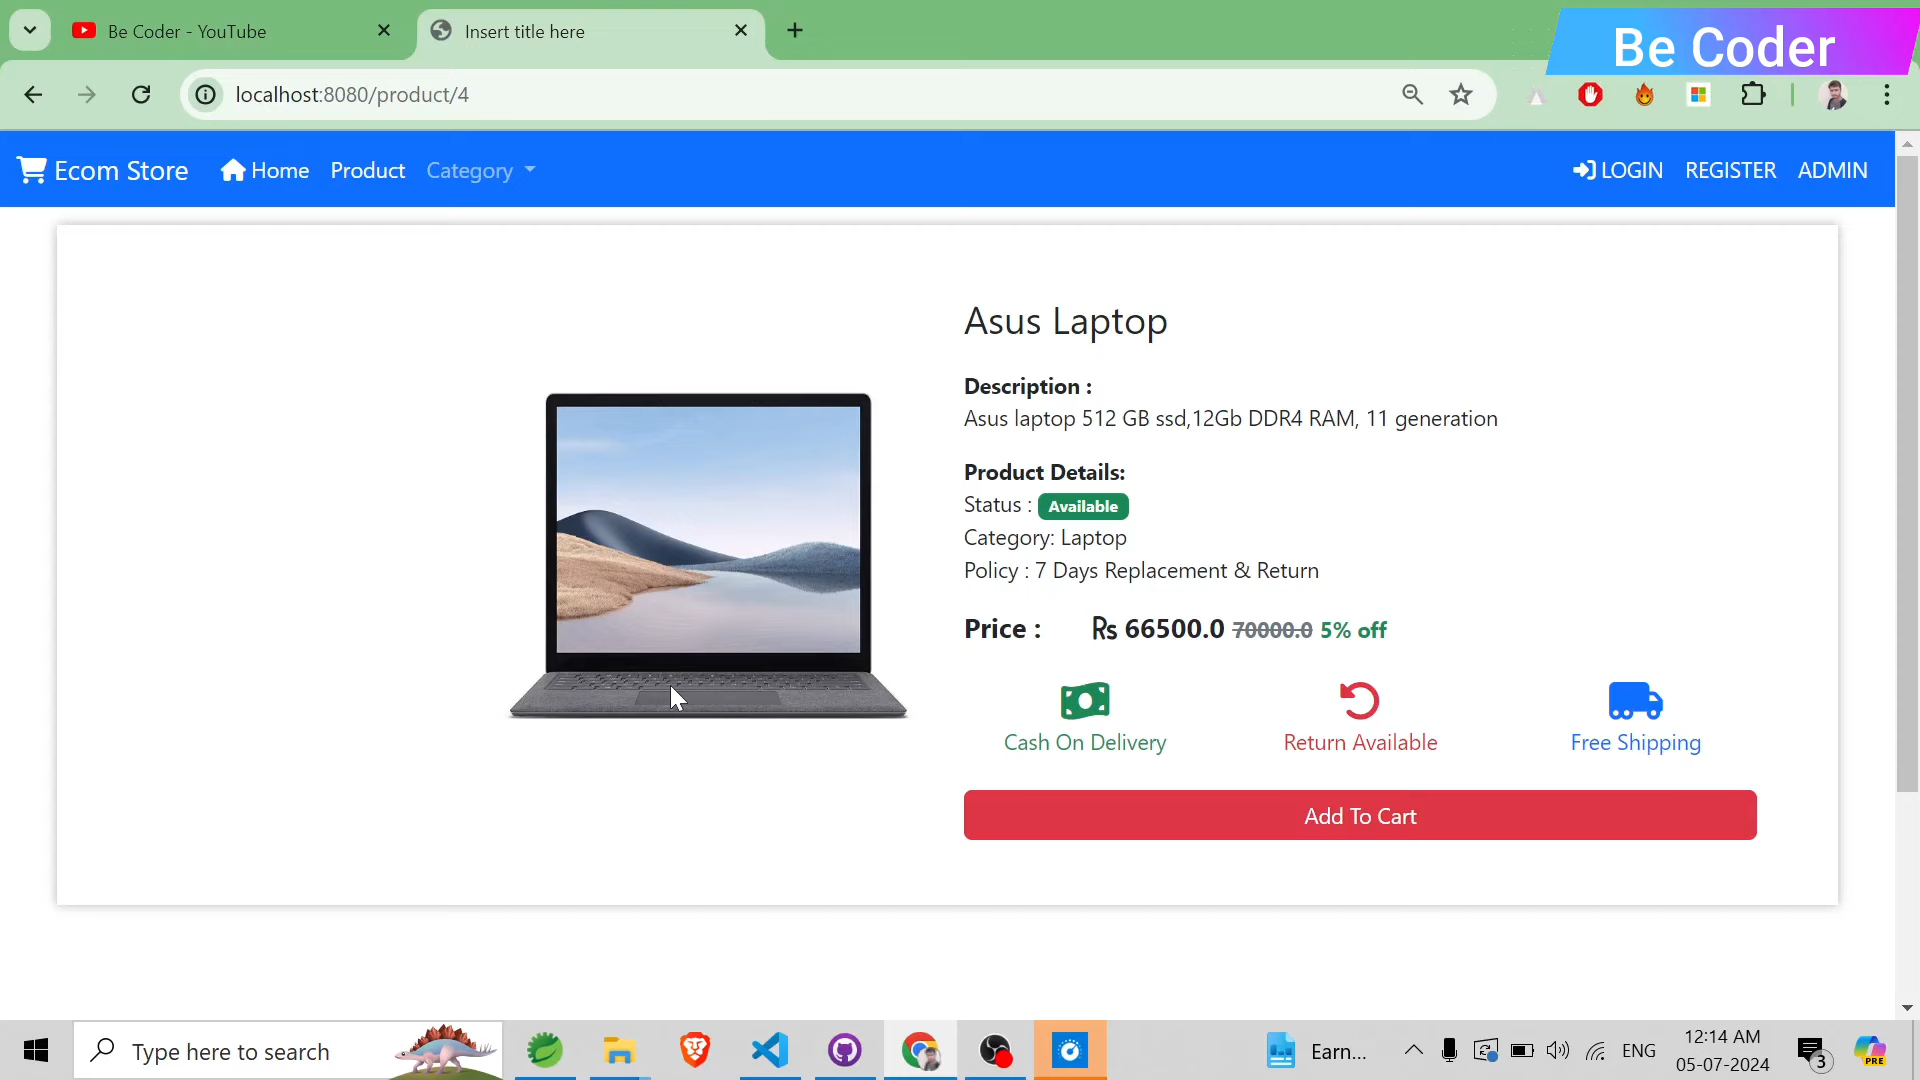 Be Coder - YouTube
Insert title here
Be Coder
localhost:8080/product/4
Ecom Store
Home
Product
Category
LOGIN
REGISTER
ADMIN
Asus Laptop
Description :
Asus laptop 512 GB ssd,12Gb DDR4 RAM, 11 generation
Product Details:
Status : Available
Category: Laptop
Policy : 7 Days Replacement & Return
Price : ₨ 66500.0 70000.0 5% off
Cash On Delivery
Return Available
Free Shipping
Add To Cart
Type here to search
Earn...
ENG
12:14 AM
05-07-2024
3
PRE